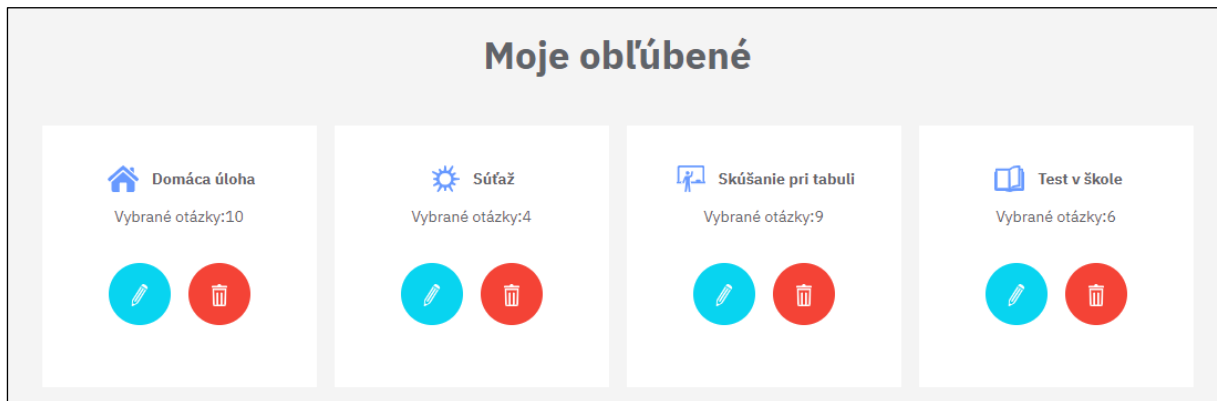 Moje obľúbené
Domáca úloha
Vybrané otázky:10
Súťaž
Vybrané otázky:4
Skúšanie pri tabuli
Vybrané otázky:9
Test v škole
Vybrané otázky:6